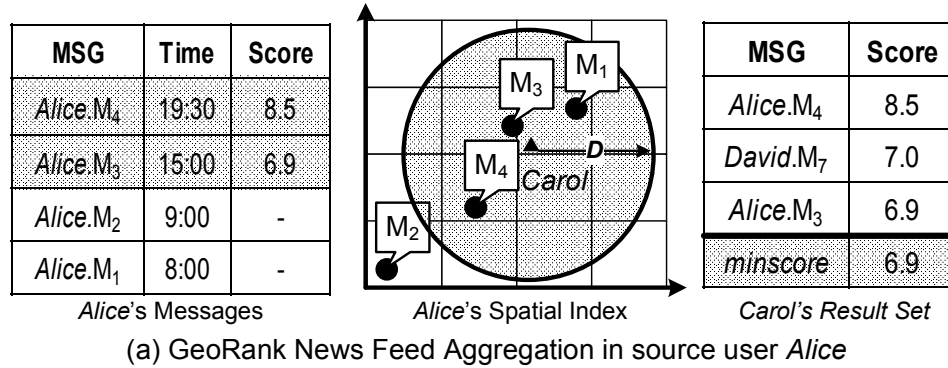 MSG Time Score
Alice.M4 19:30 8.5
Alice.M3 15:00 6.9
Alice.M2 9:00 -
Alice.M1 8:00 -
Alice's Messages
M3
M1
M4
D
Carol
M2
Alice's Spatial Index
MSG Score
Alice.M4 8.5
David.M7 7.0
Alice.M3 6.9
minscore 6.9
Carol's Result Set
(a) GeoRank News Feed Aggregation in source user Alice